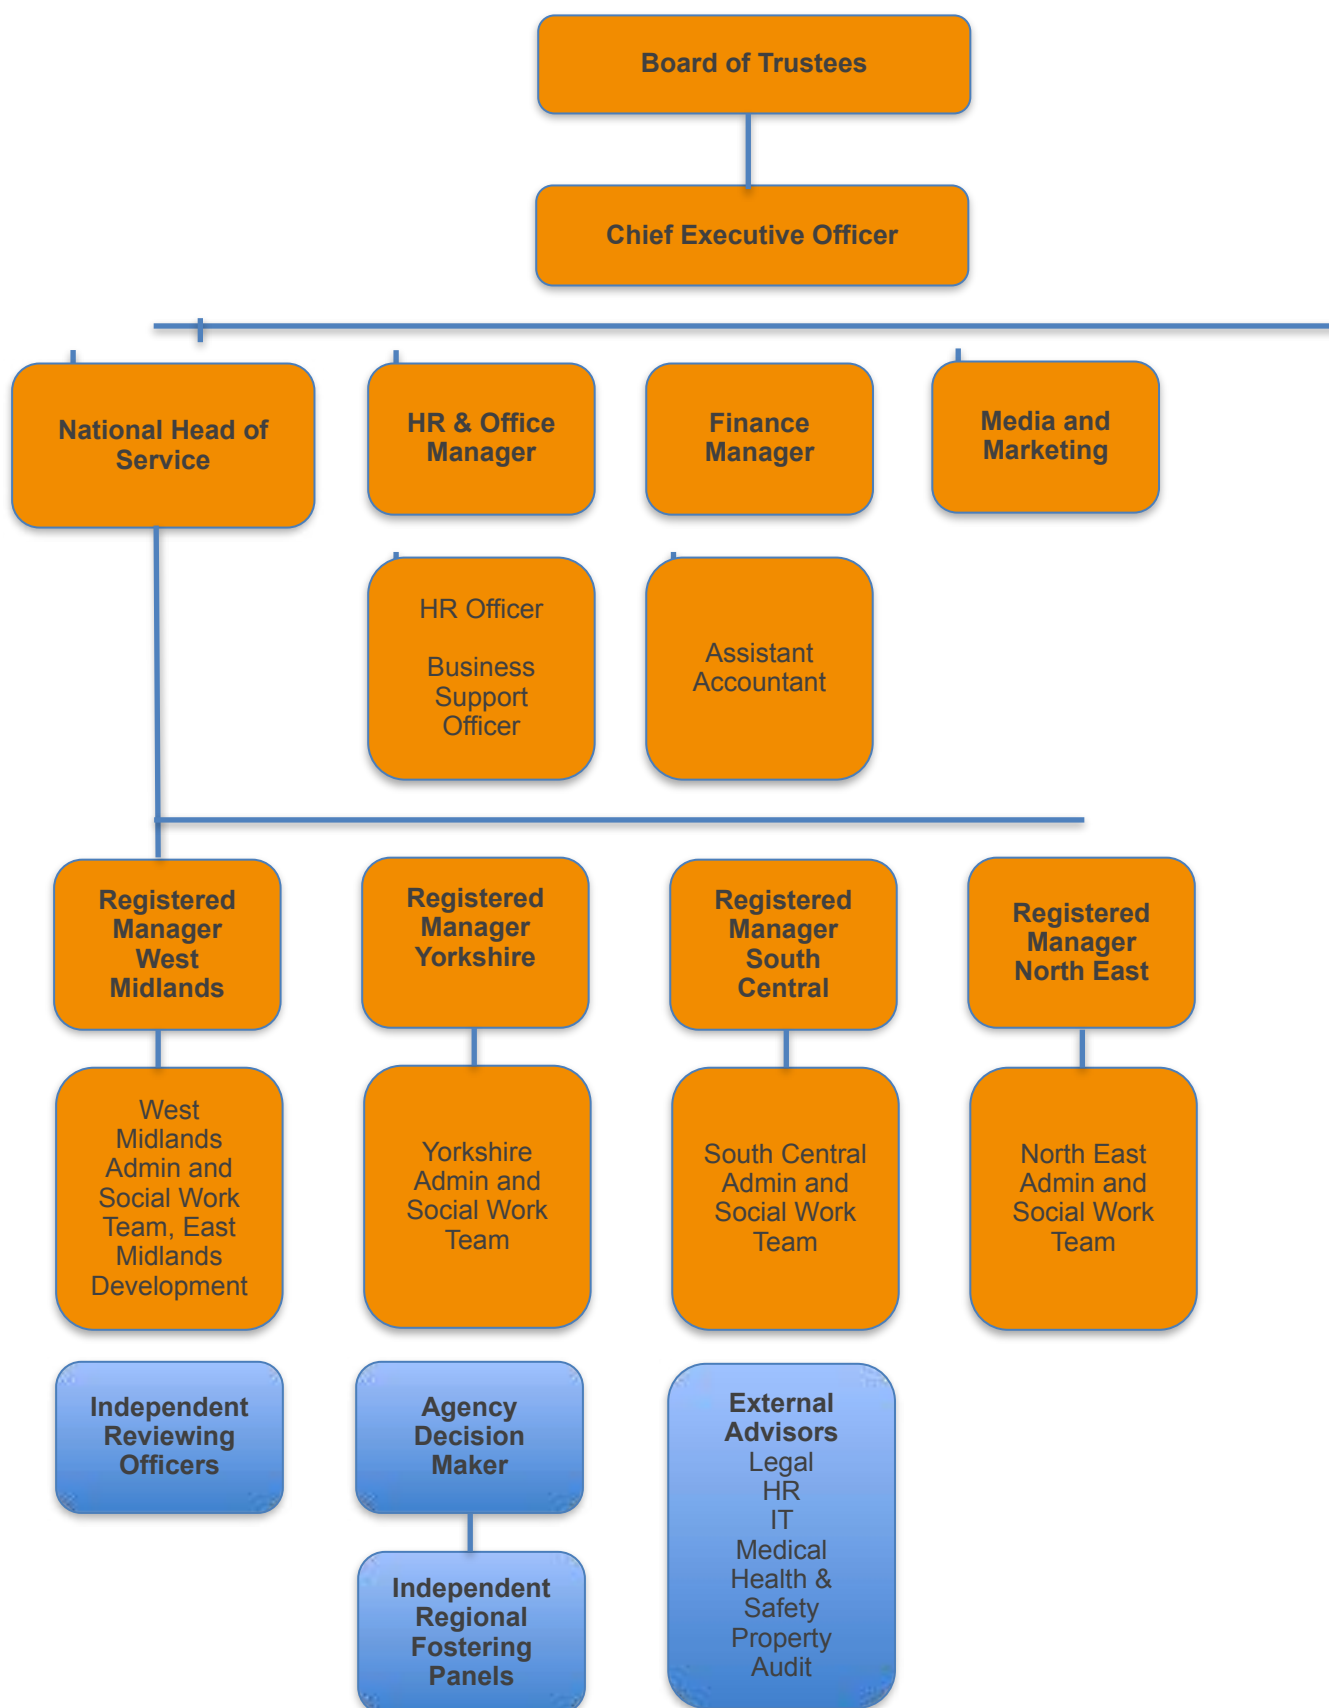 Board of Trustees
Chief Executive Officer
National Head of
Service
HR & Office
Manager
Finance
Manager
Media and
Marketing
HR Officer
Business
Support
Officer
Assistant
Accountant
Registered
Manager
West
Midlands
Registered
Manager
Yorkshire
Registered
Manager
South
Central
Registered
Manager
North East
West
Midlands
Admin and
Social Work
Team, East
Midlands
Development
Yorkshire
Admin and
Social Work
Team
South Central
Admin and
Social Work
Team
North East
Admin and
Social Work
Team
Independent
Reviewing
Officers
Agency
Decision
Maker
Independent
Regional
Fostering
Panels
External
Advisors
Legal
HR
IT
Medical
Health &
Safety
Property
Audit